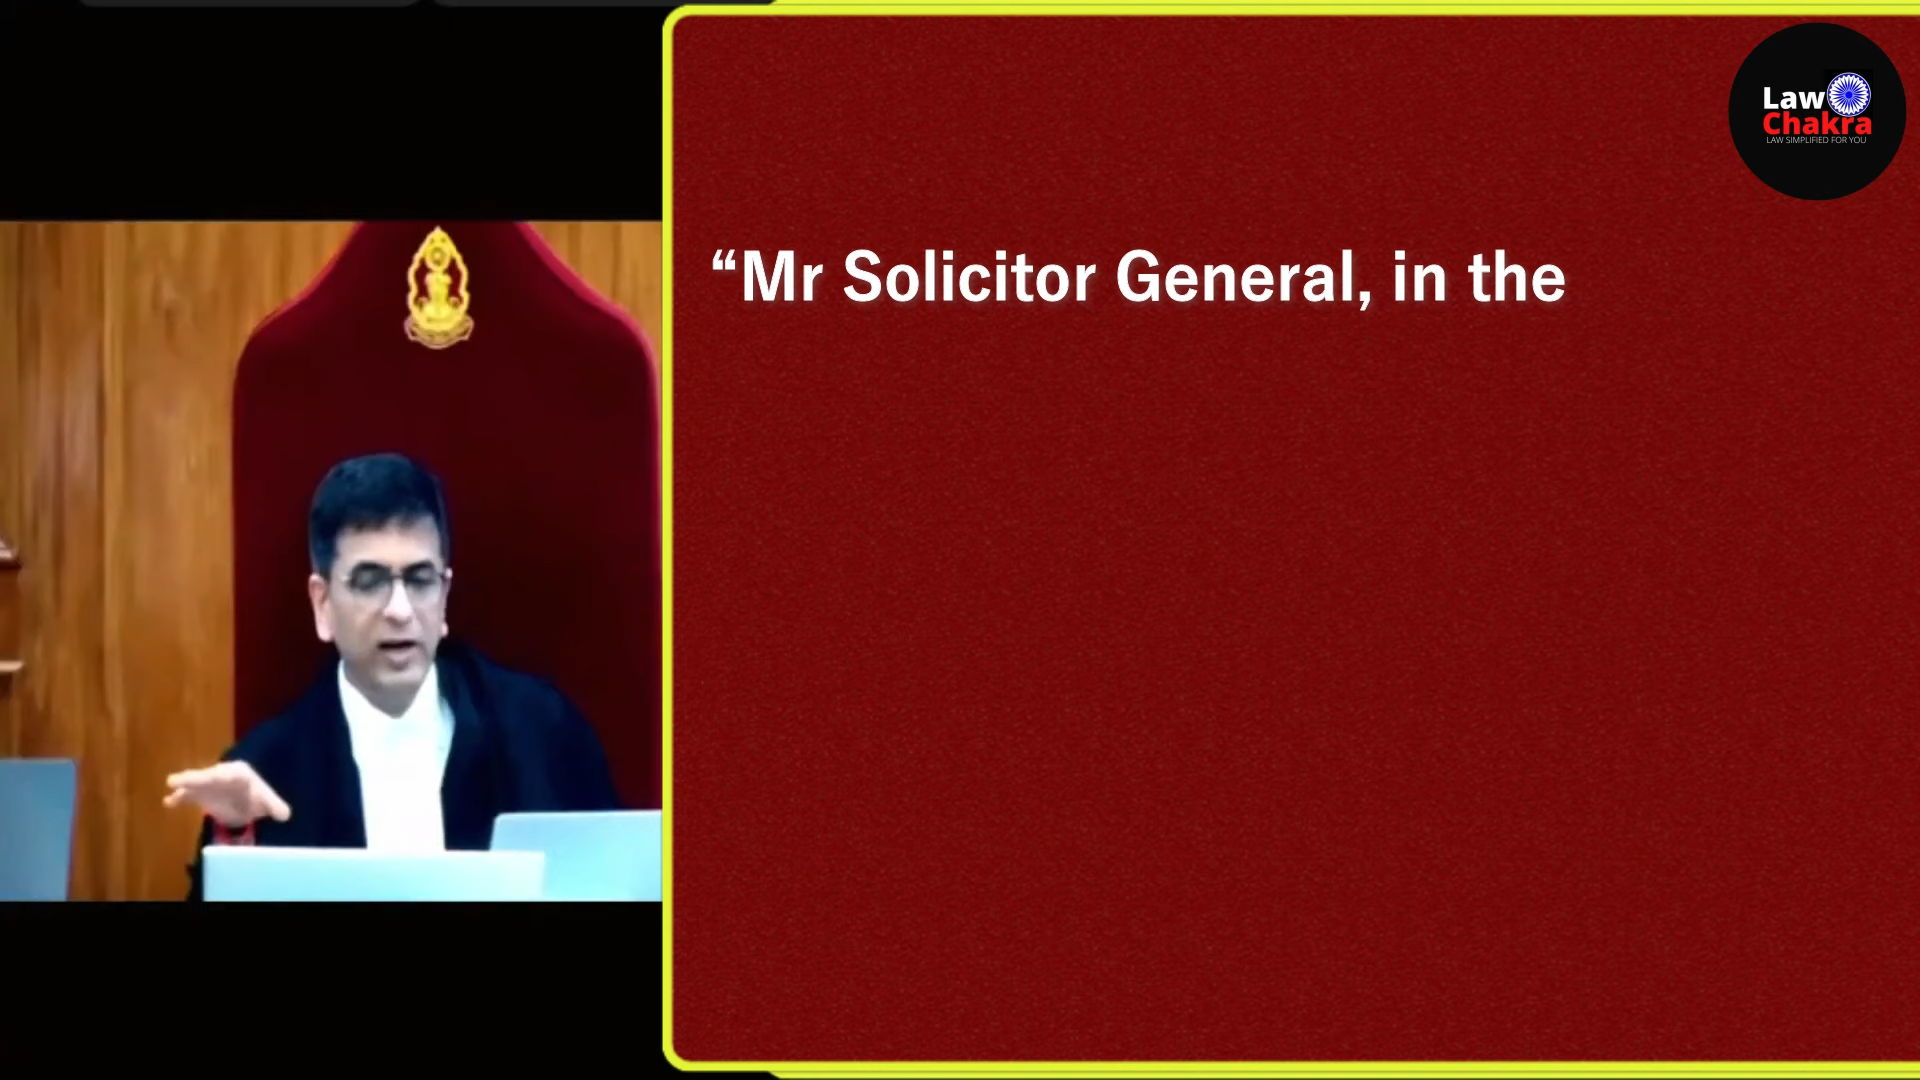 Law
Chakra
LAW SIMPLIFIED FOR YOU
“Mr Solicitor General, in the